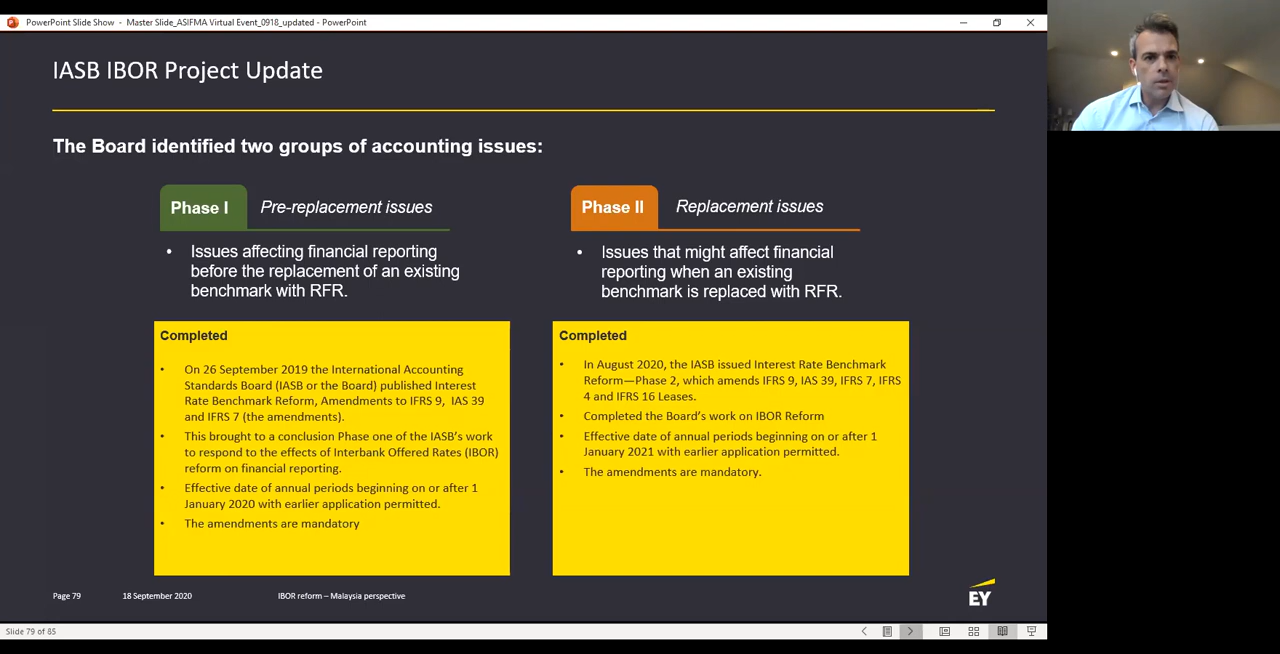 PowerPoint Slide Show - Master Slide_ASIFMA Virtual Event_0918_updated - PowerPoint
IASB IBOR Project Update
The Board identified two groups of accounting issues:
Phase I
Pre-replacement issues
• Issues affecting financial reporting
before the replacement of an existing
benchmark with RFR.
Completed
• On 26 September 2019 the International Accounting
Standards Board (IASB or the Board) published Interest
Rate Benchmark Reform, Amendments to IFRS 9, IAS 39
and IFRS 7 (the amendments).
• This brought to a conclusion Phase one of the IASB's work
to respond to the effects of Interbank Offered Rates (IBOR)
reform on financial reporting.
• Effective date of annual periods beginning on or after 1
January 2020 with earlier application permitted.
• The amendments are mandatory
Phase II
Replacement issues
• Issues that might affect financial
reporting when an existing
benchmark is replaced with RFR.
Completed
• In August 2020, the IASB issued Interest Rate Benchmark
Reform—Phase 2, which amends IFRS 9, IAS 39, IFRS 7, IFRS
4 and IFRS 16 Leases.
• Completed the Board's work on IBOR Reform
• Effective date of annual periods beginning on or after 1
January 2021 with earlier application permitted.
• The amendments are mandatory.
Page 79
18 September 2020
IBOR reform – Malaysia perspective
EY
Slide 79 of 85